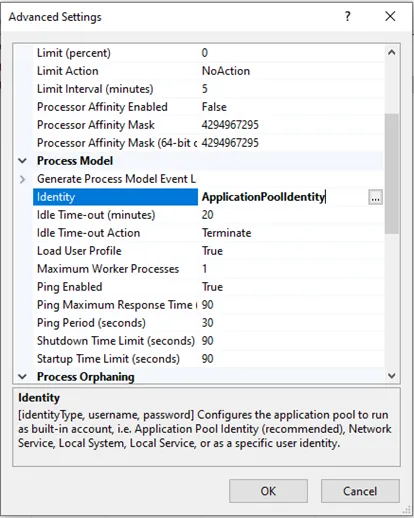 Advanced Settings ? ×
Limit (percent) 0
Limit Action NoAction
Limit Interval (minutes) 5
Processor Affinity Enabled False
Processor Affinity Mask 4294967295
Processor Affinity Mask (64-bit c 4294967295
Process Model
Generate Process Model Event L
Identity ApplicationPoolIdentity ...
Idle Time-out (minutes) 20
Idle Time-out Action Terminate
Load User Profile True
Maximum Worker Processes 1
Ping Enabled True
Ping Maximum Response Time ( 90
Ping Period (seconds) 30
Shutdown Time Limit (seconds) 90
Startup Time Limit (seconds) 90
Process Orphaning
Identity
[identityType, username, password] Configures the application pool to run
as built-in account, i.e. Application Pool Identity (recommended), Network
Service, Local System, Local Service, or as a specific user identity.
OK Cancel